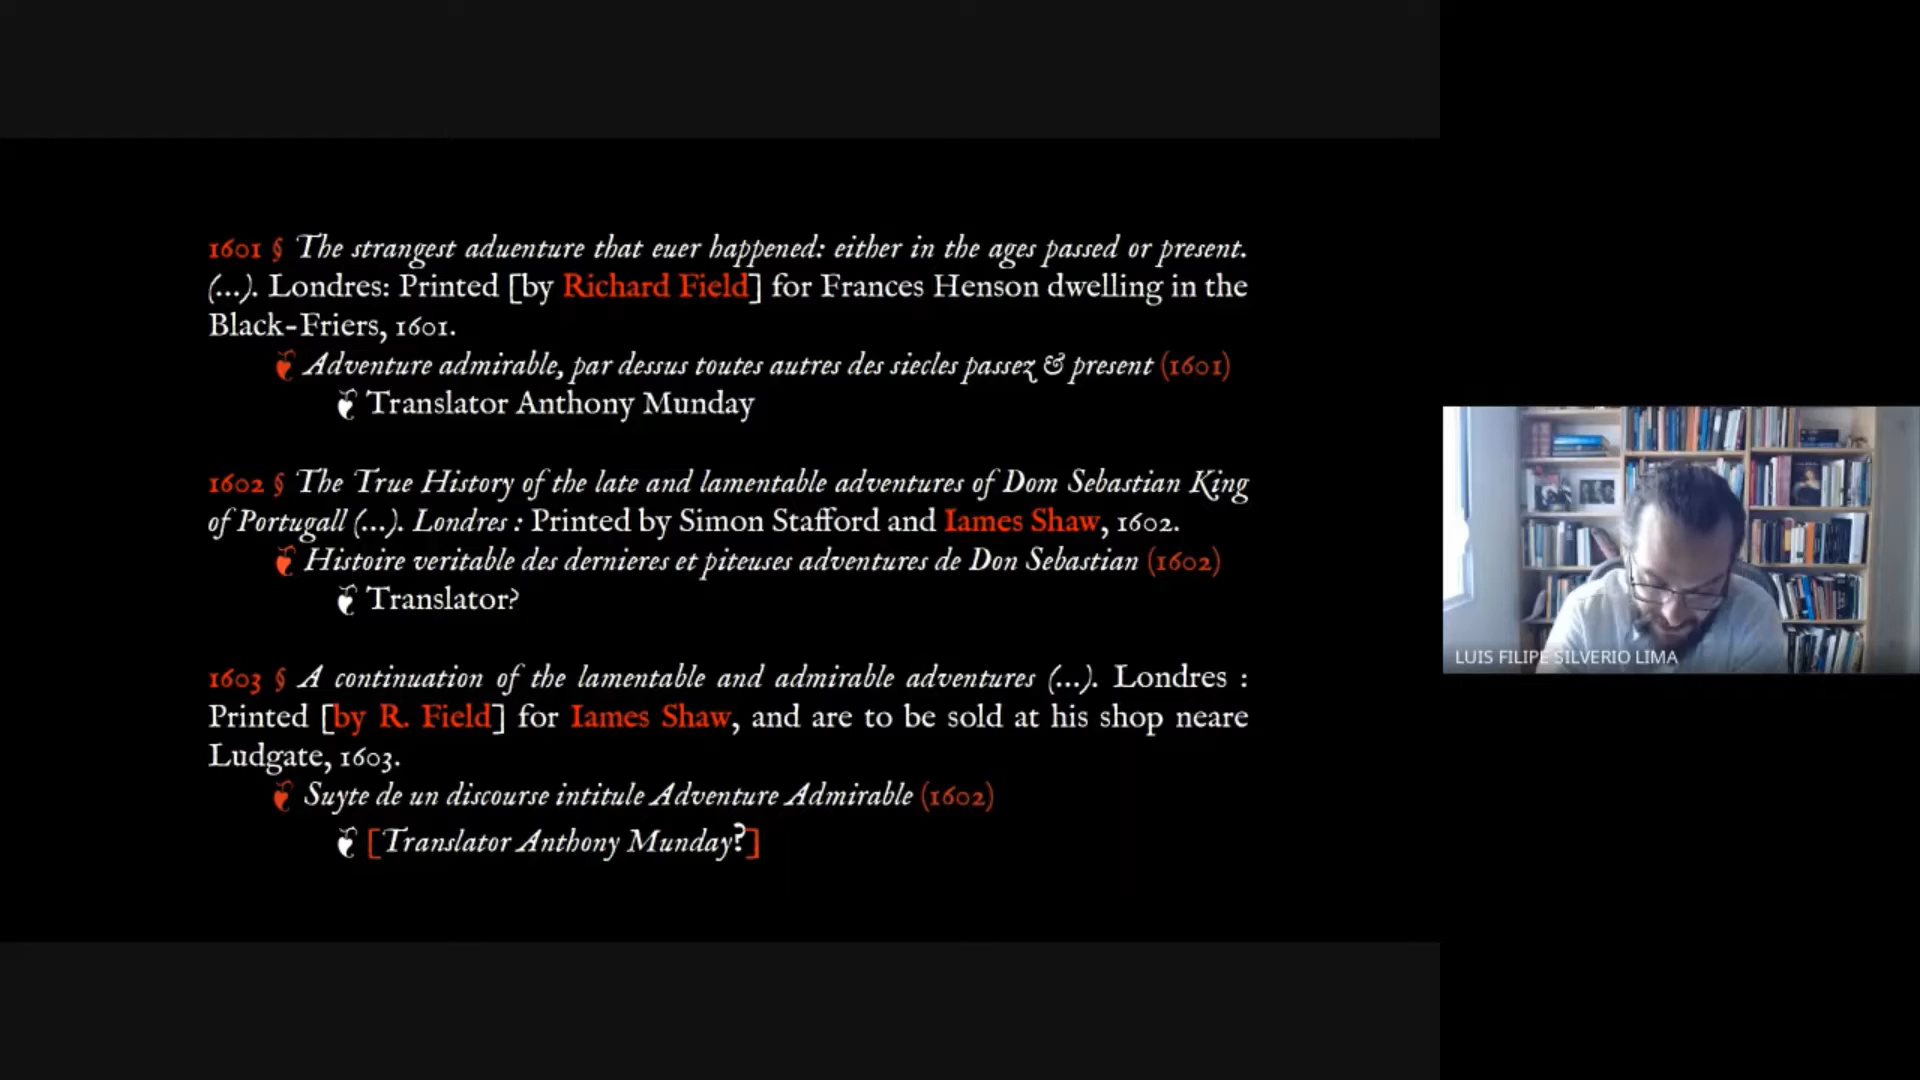 1601 § The strangest aduenture that euer happened: either in the ages passed or present.
(...). Londres: Printed [by Richard Field] for Frances Henson dwelling in the
Black-Friers, 1601.
❦ Adventure admirable, par dessus toutes autres des siecles passez & present (1601)
❦ Translator Anthony Munday
1602 § The True History of the late and lamentable adventures of Dom Sebastian King
of Portugall (...). Londres : Printed by Simon Stafford and Iames Shaw, 1602.
❦ Histoire veritable des dernieres et piteuses adventures de Don Sebastian (1602)
❦ Translator?
1603 § A continuation of the lamentable and admirable adventures (...). Londres :
Printed [by R. Field] for Iames Shaw, and are to be sold at his shop neare
Ludgate, 1603.
❦ Suyte de un discourse intitule Adventure Admirable (1602)
❦ [Translator Anthony Munday?]
LUIS FILIPE SILVERIO LIMA